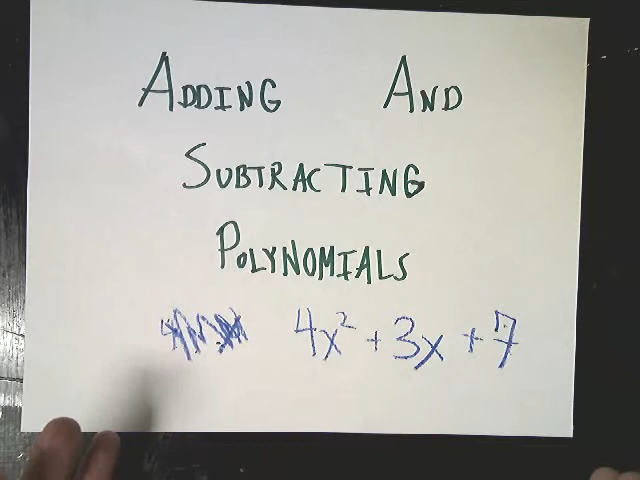 ADDING AND
SUBTRACTING
POLYNOMIALS
4x² + 3x + 7